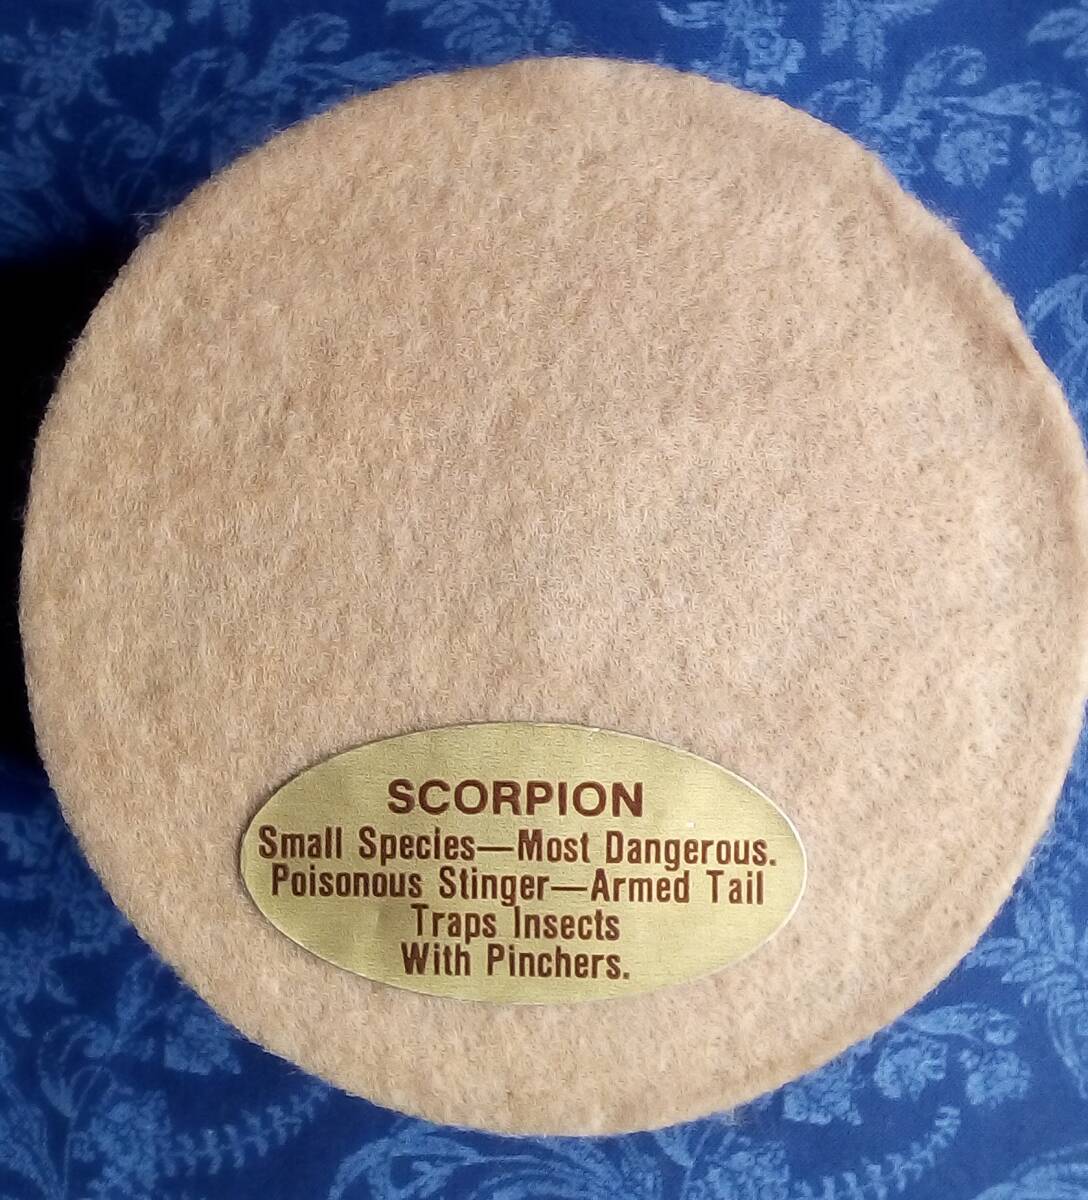 SCORPION
Small Species—Most Dangerous.
Poisonous Stinger—Armed Tail
Traps Insects
With Pinchers.